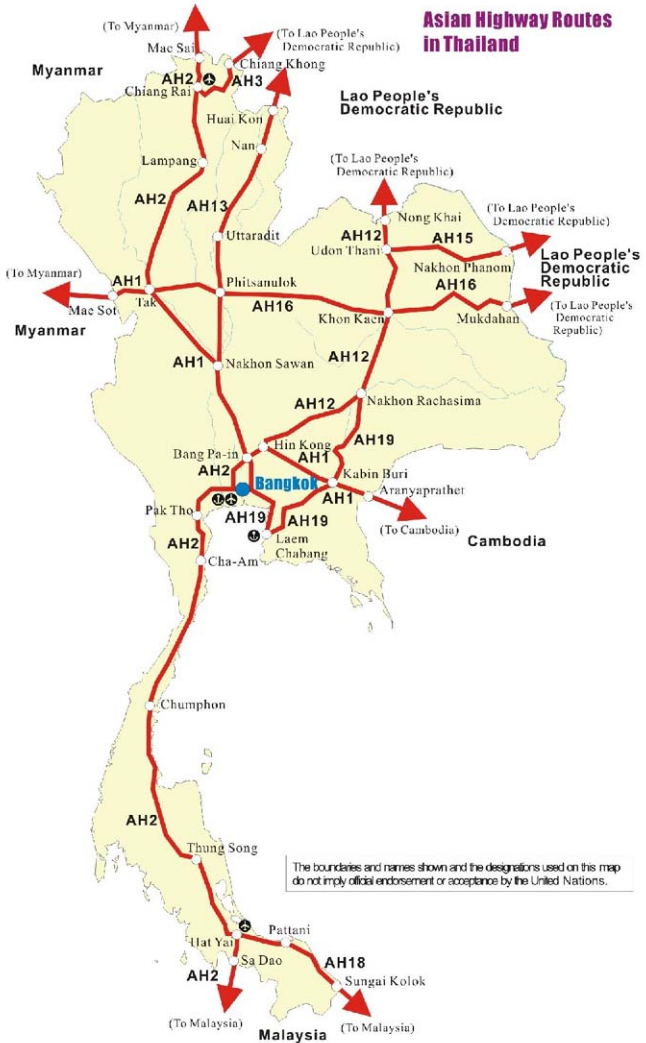 Asian Highway Routes
in Thailand
(To Myanmar)
(To Lao People's
Democratic Republic)
Mac Sai
Chiang Khong
Myanmar
AH2
AH3
Chiang Rai
Lao People's
Democratic Republic
Huai Kon
Nan
Lampang
(To Lao People's
Democratic Republic)
AH2
AH13
Nong Khai
(To Lao People's
Democratic Republic)
Uttaradit
AH12
AH15
Udon Thani
Lao People's
Democratic
Republic
Nakhon Phanom
(To Myanmar)
AH1
Phitsanulok
AH16
AH16
Tak
Mae Sot
Myanmar
Khon Kaen
Mukdahan
(To Lao People's
Democratic
Republic)
AH1
Nakhon Sawan
AH12
AH12
Nakhon Rachasima
Hin Kong
AH19
Bang Pa-in
AH1
AH2
Kabin Buri
Bangkok
AH1
Aranyaprathet
Pak Tho
AH19
AH19
(To Cambodia)
Laem
Chabang
Cambodia
AH2
Cha-Am
Chumphon
AH2
Thung Song
The boundaries and names shown and the designations used on this map
do not imply official endorsement or acceptance by the United Nations.
Hat Yai
Pattani
Sa Dao
AH18
AH2
Sungai Kolok
(To Malaysia)
(To Malaysia)
Malaysia